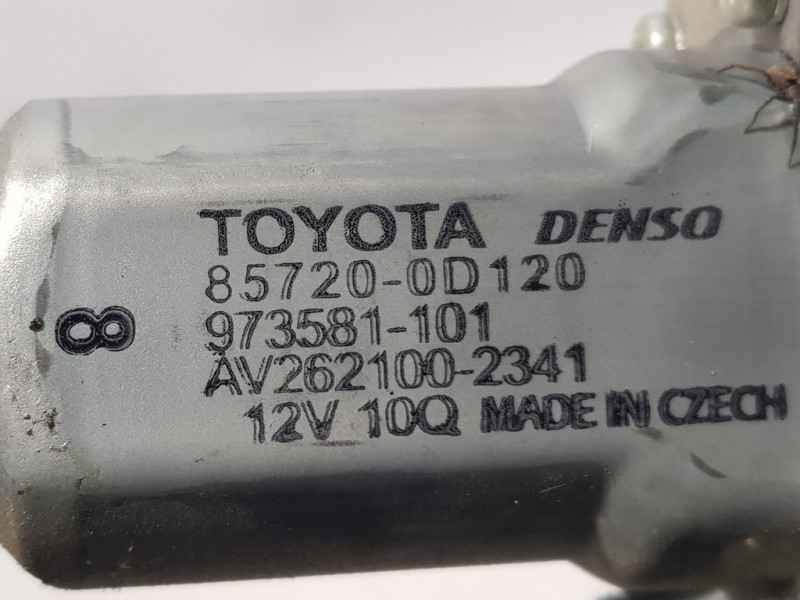 TOYOTA DENSO
85720-0D120
973581-101
AV262100-2341
12V 10Q MADE IN CZECH
8